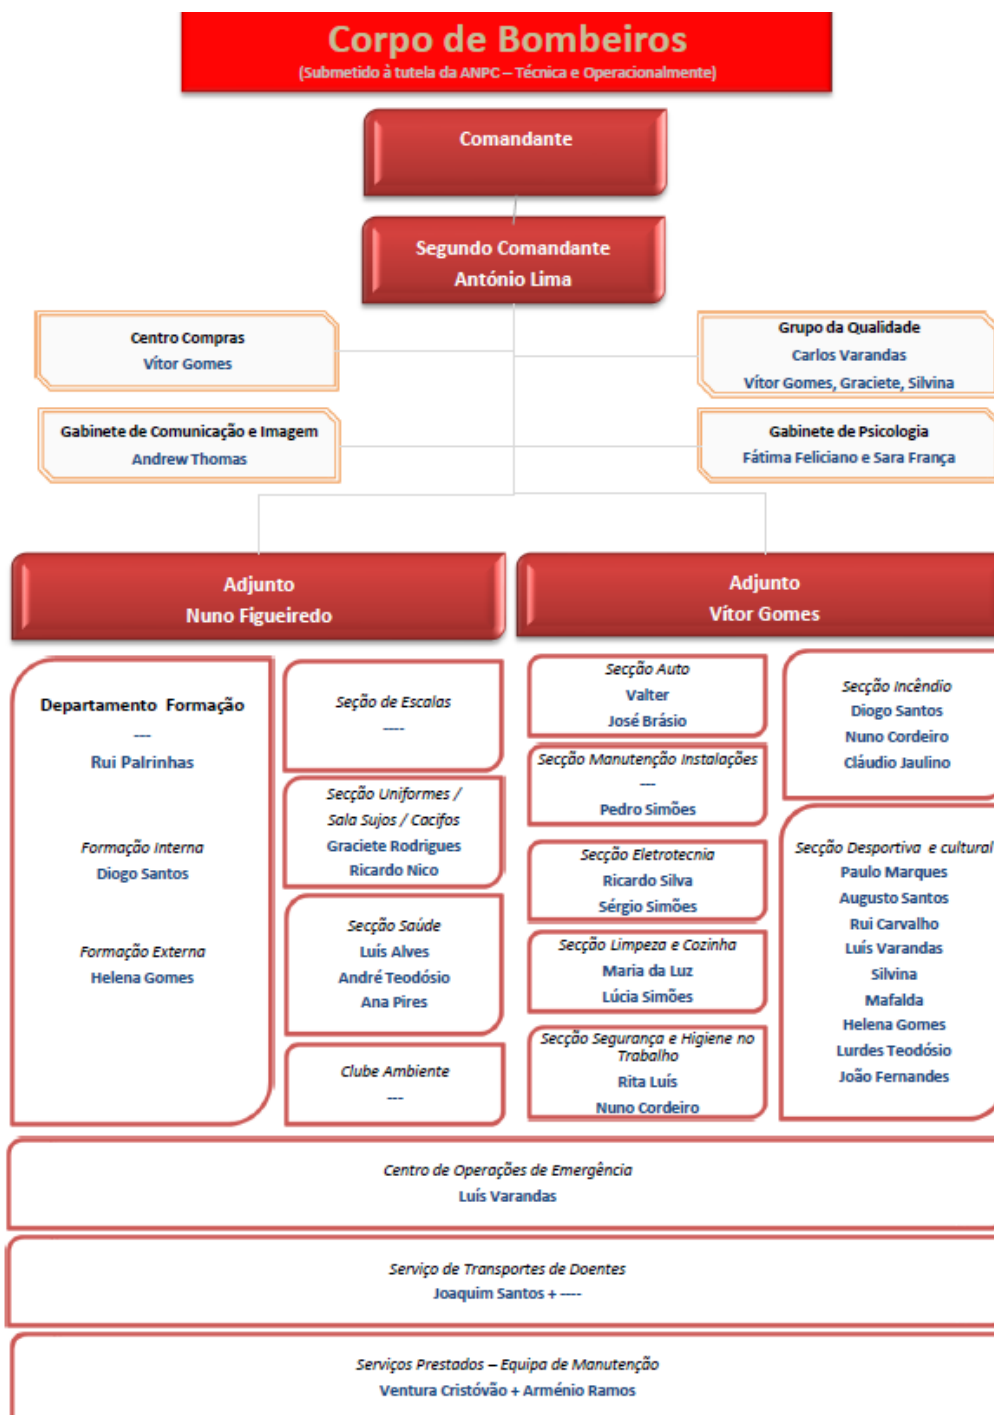 Corpo de Bombeiros
(Submetido à tutela da ANPC – Técnica e Operacionalmente)
Comandante
Segundo Comandante
António Lima
Centro Compras
Vítor Gomes
Grupo da Qualidade
Carlos Varandas
Vítor Gomes, Graciete, Silvina
Gabinete de Comunicação e Imagem
Andrew Thomas
Gabinete de Psicologia
Fátima Feliciano e Sara França
Adjunto
Nuno Figueiredo
Adjunto
Vítor Gomes
Departamento Formação
---
Rui Palrinhas
Formação Interna
Diogo Santos
Formação Externa
Helena Gomes
Seção de Escalas
----
Secção Uniformes /
Sala Sujos / Cacifos
Graciete Rodrigues
Ricardo Nico
Secção Saúde
Luís Alves
André Teodósio
Ana Pires
Clube Ambiente
---
Secção Auto
Valter
José Brásio
Secção Manutenção Instalações
---
Pedro Simões
Secção Eletrotecnia
Ricardo Silva
Sérgio Simões
Secção Limpeza e Cozinha
Maria da Luz
Lúcia Simões
Secção Segurança e Higiene no
Trabalho
Rita Luís
Nuno Cordeiro
Secção Incêndio
Diogo Santos
Nuno Cordeiro
Cláudio Jaulino
Secção Desportiva e cultural
Paulo Marques
Augusto Santos
Rui Carvalho
Luís Varandas
Silvina
Mafalda
Helena Gomes
Lurdes Teodósio
João Fernandes
Centro de Operações de Emergência
Luís Varandas
Serviço de Transportes de Doentes
Joaquim Santos + ----
Serviços Prestados – Equipa de Manutenção
Ventura Cristóvão + Arménio Ramos